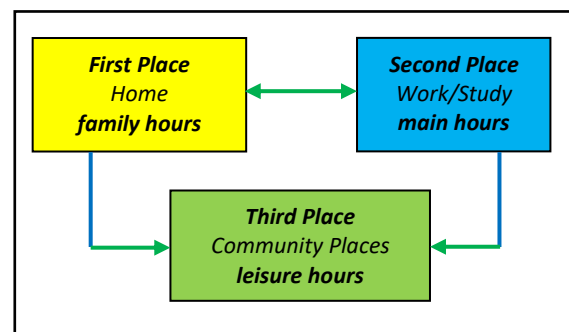 First Place
Home
family hours
Second Place
Work/Study
main hours
Third Place
Community Places
leisure hours